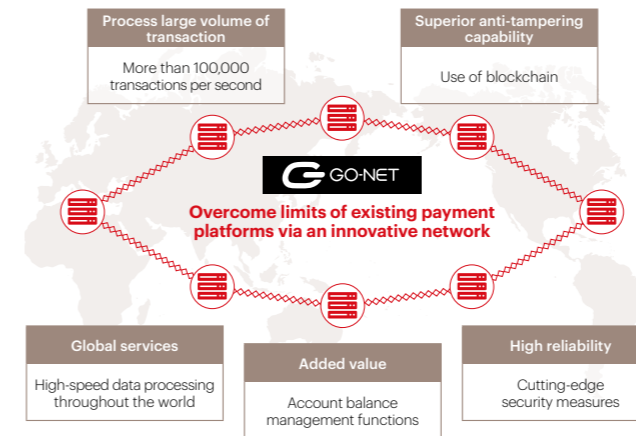 Process large volume of
transaction
More than 100,000
transactions per second
Superior anti-tampering
capability
Use of blockchain
GO-NET
Overcome limits of existing payment
platforms via an innovative network
Global services
High-speed data processing
throughout the world
Added value
Account balance
management functions
High reliability
Cutting-edge
security measures